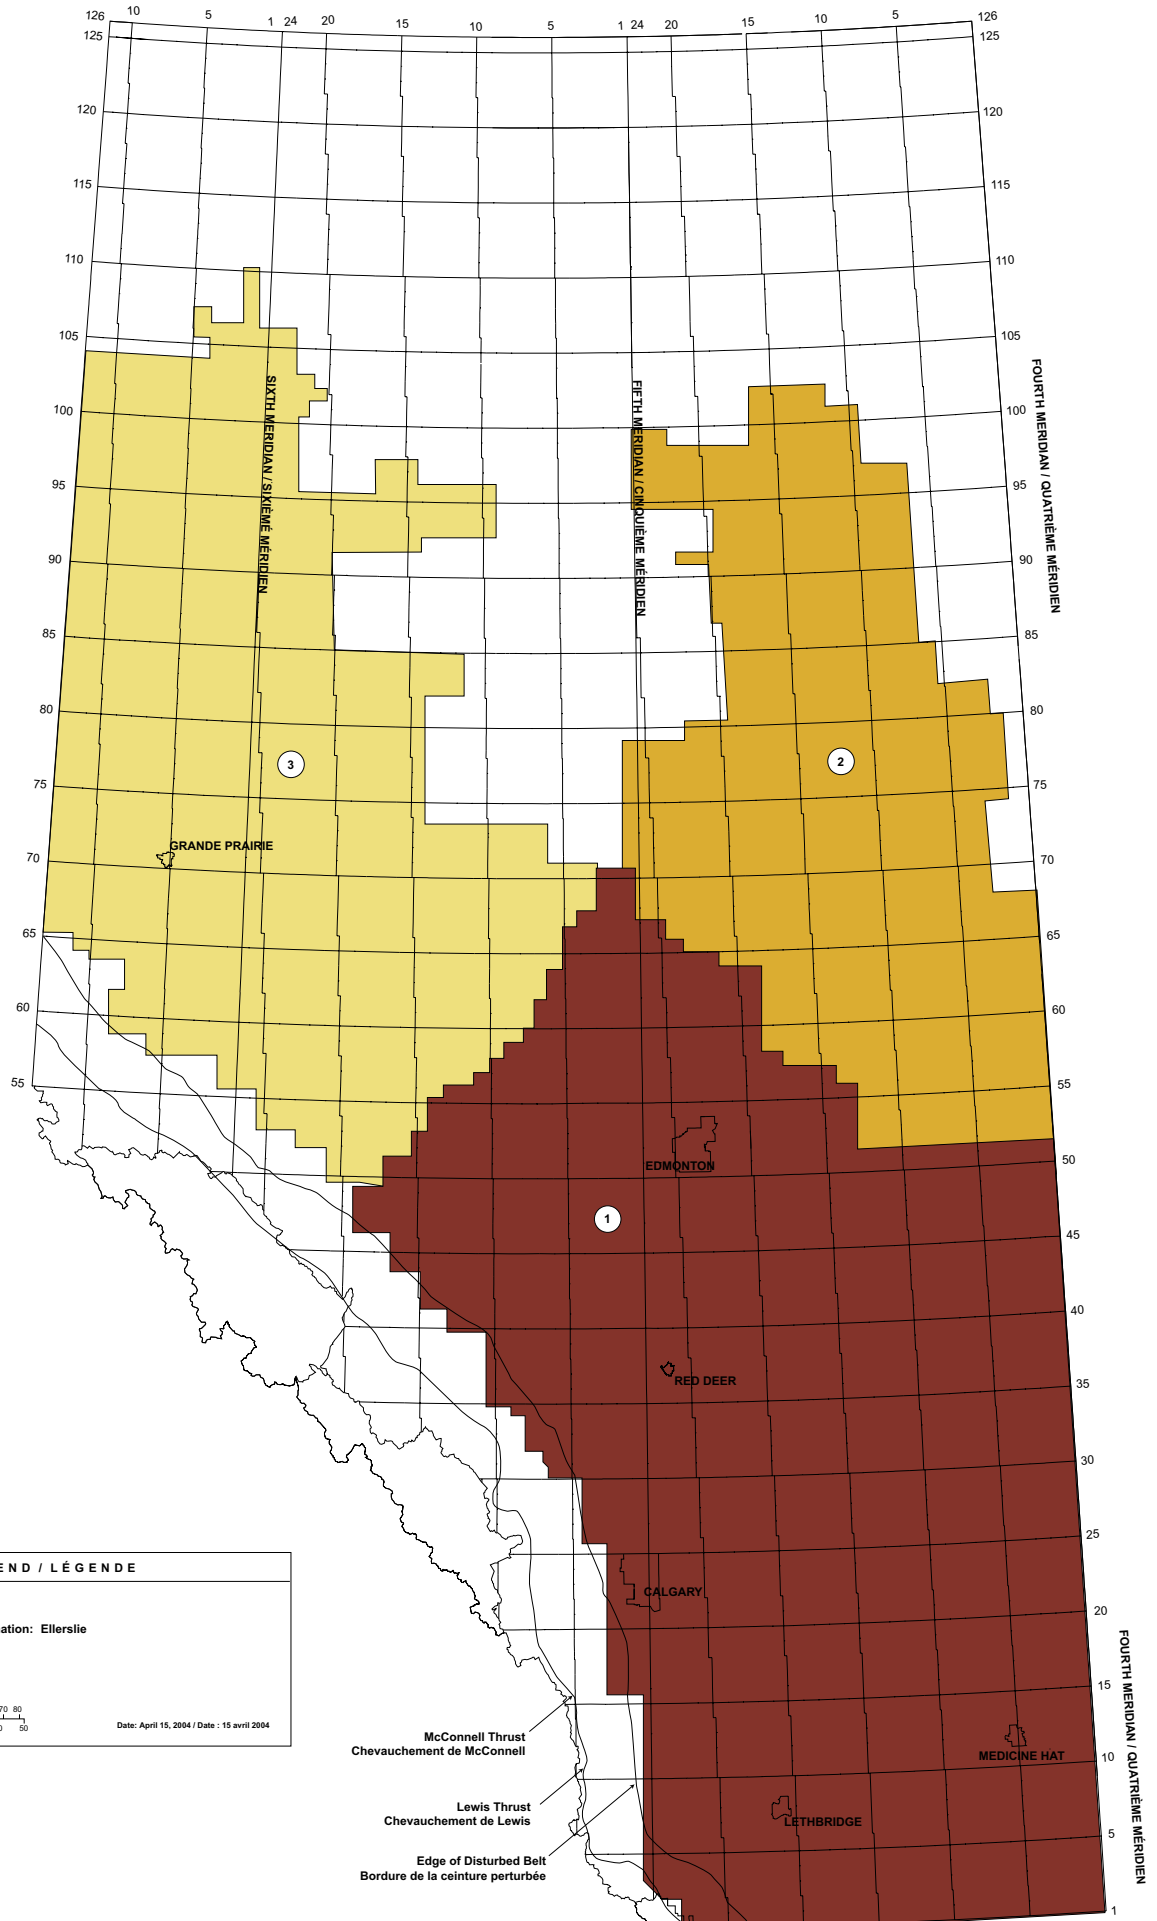 126 10 5 1 24 20 15 10 5 1 24 20 15 10 5 126
125 125
120 120
115 115
110 110
105 105
100 100
95 95
90 90
85 85
80 80
75 75
70 70
65 65
60 60
55 55
50
45
40
35
30
25
20
15
10
5
1
SIXTH MERIDIAN / SIXIÈMÉ MÉRIDIEN
FIFTH MERIDIAN / CINQUIÈME MÉRIDIEN
FOURTH MERIDIAN / QUATRIÈME MÉRIDIEN
3
2
GRANDE PRAIRIE
EDMONTON
1
RED DEER
CALGARY
FOURTH MERIDIAN / QUATRIÈME MÉRIDIEN
MEDICINE HAT
LETHBRIDGE
McConnell Thrust
Chevauchement de McConnell
Lewis Thrust
Chevauchement de Lewis
Edge of Disturbed Belt
Bordure de la ceinture perturbée
END / LÉGENDE
ation: Ellerslie
70 80
50
Date: April 15, 2004 / Date : 15 avril 2004